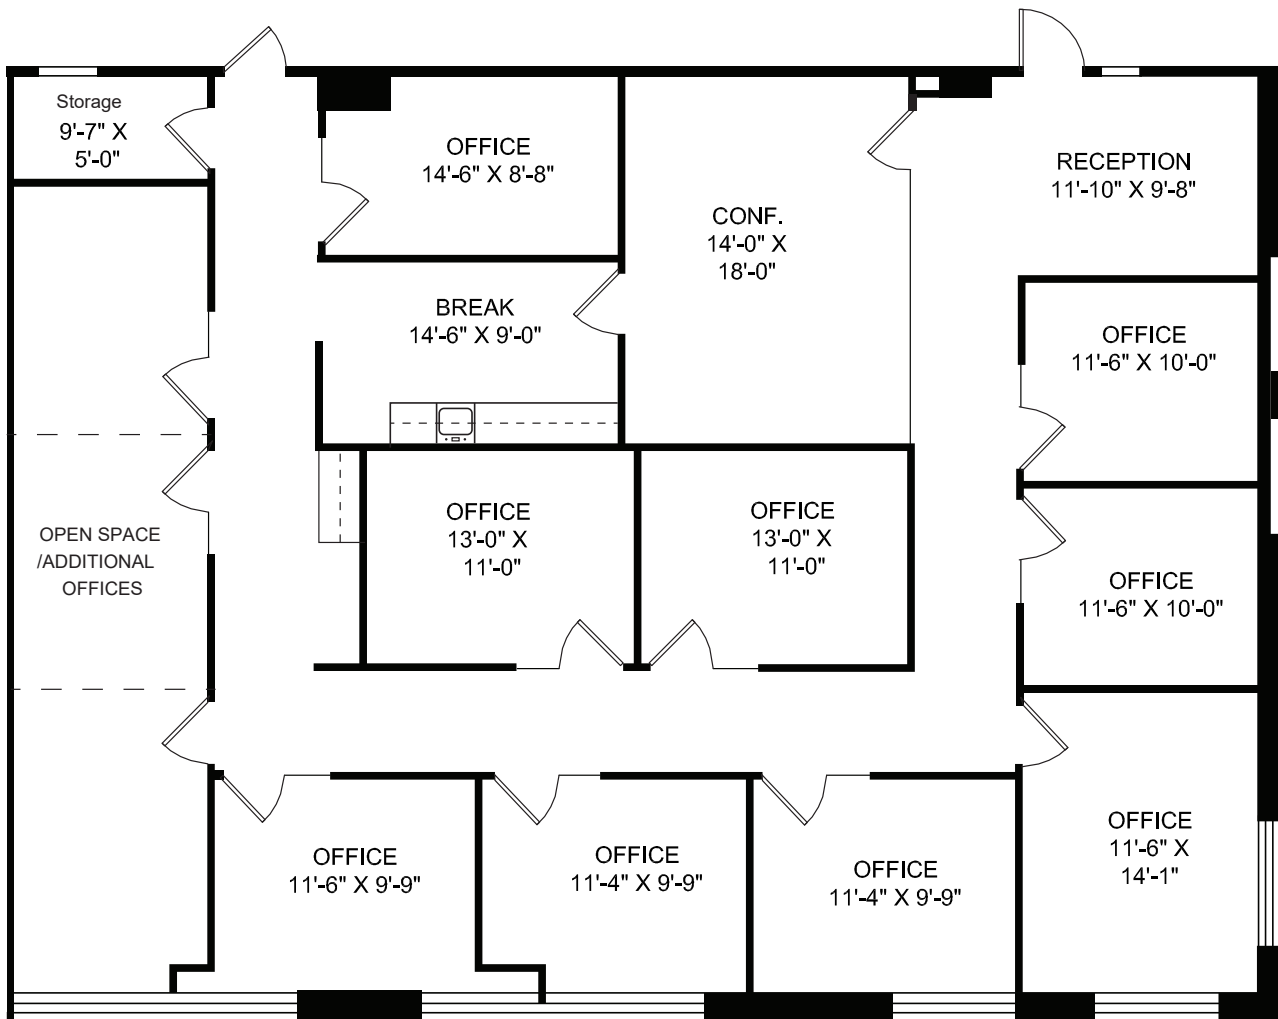 Storage
9'-7" X
5'-0"
OFFICE
14'-6" X 8'-8"
RECEPTION
11'-10" X 9'-8"
CONF.
14'-0" X
18'-0"
BREAK
14'-6" X 9'-0"
OFFICE
11'-6" X 10'-0"
OFFICE
13'-0" X
11'-0"
OFFICE
13'-0" X
11'-0"
OPEN SPACE
/ADDITIONAL
OFFICES
OFFICE
11'-6" X 10'-0"
OFFICE
11'-6" X
14'-1"
OFFICE
11'-6" X 9'-9"
OFFICE
11'-4" X 9'-9"
OFFICE
11'-4" X 9'-9"